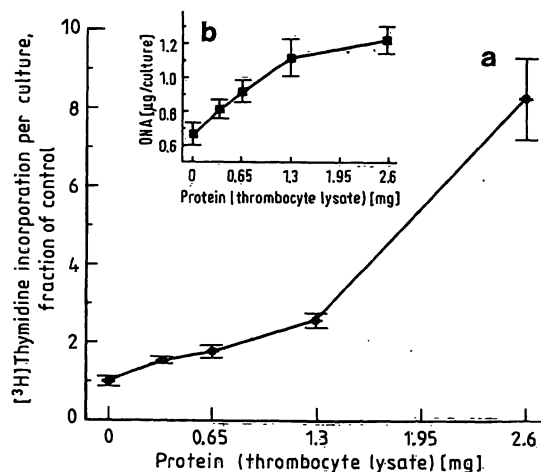 b
a
DNA [µg/culture]
1.2
1.0
0.8
0.6
0 0.65 1.3 1.95 2.6
Protein (thrombocyte lysate) [mg]
[³H]Thymidine incorporation per culture,
fraction of control
10
8
6
4
2
0
0 0.65 1.3 1.95 2.6
Protein (thrombocyte lysate) [mg]